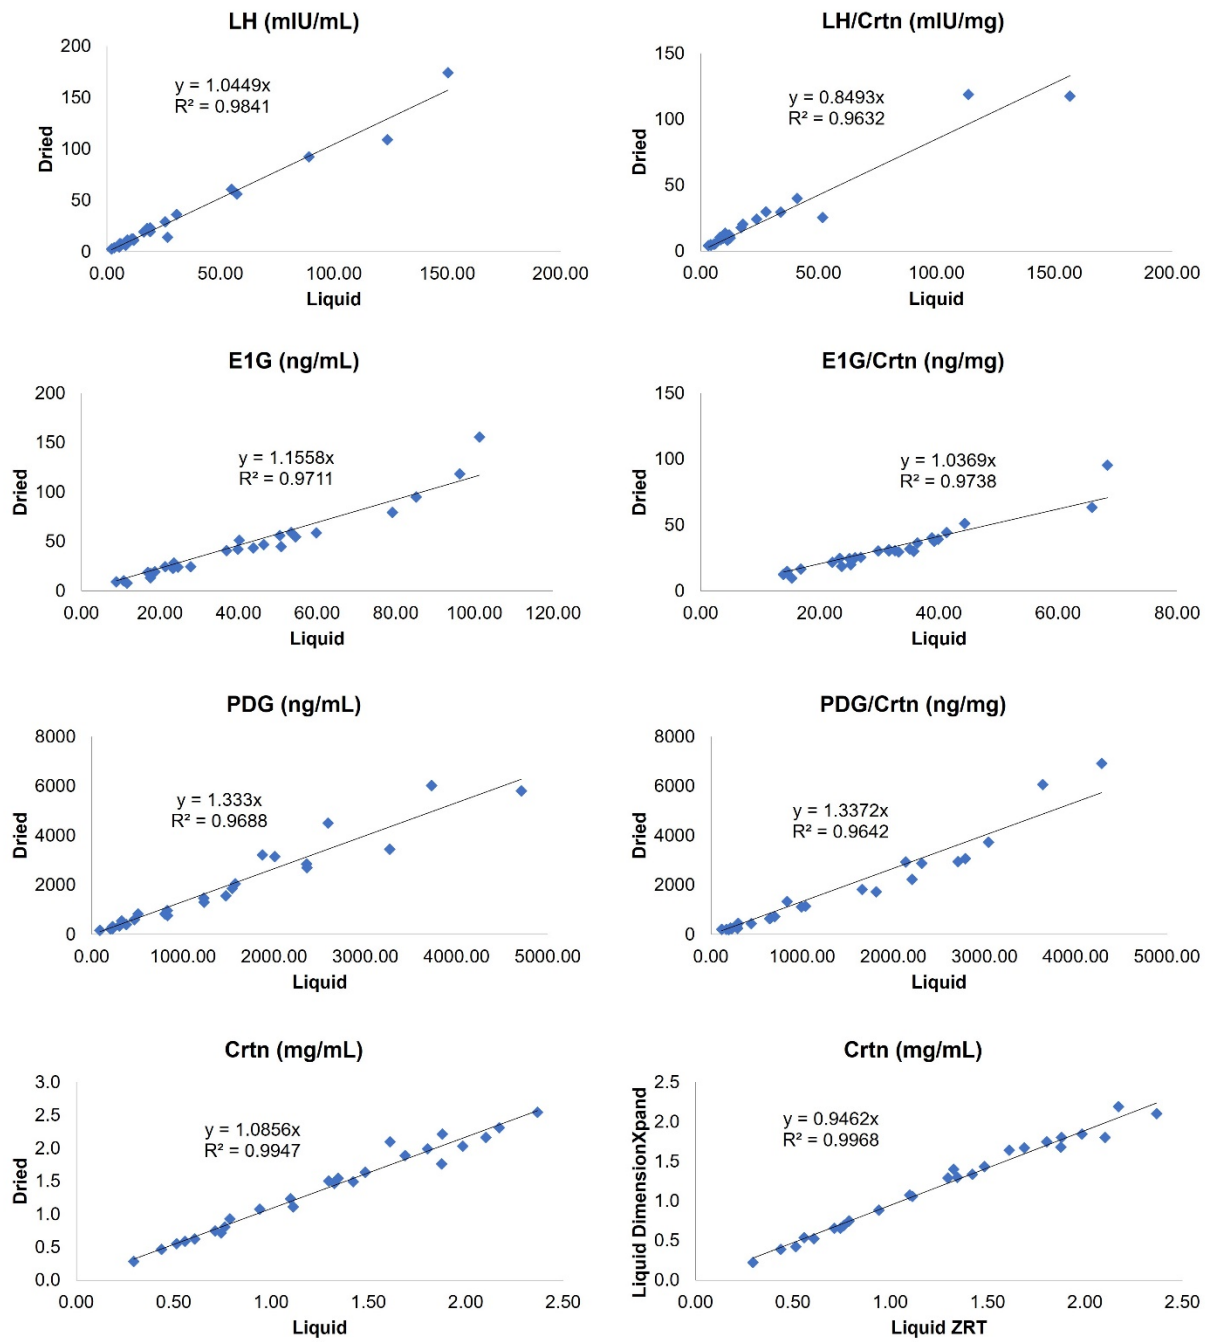 LH (mIU/mL)
200
150
100
50
0
Dried
y = 1.0449x
R² = 0.9841
0.00 50.00 100.00 150.00 200.00
Liquid
LH/Crtn (mIU/mg)
150
100
50
0
Dried
y = 0.8493x
R² = 0.9632
0.00 50.00 100.00 150.00 200.00
Liquid
E1G (ng/mL)
200
150
100
50
0
Dried
y = 1.1558x
R² = 0.9711
0.00 20.00 40.00 60.00 80.00 100.00 120.00
Liquid
E1G/Crtn (ng/mg)
150
100
50
0
Dried
y = 1.0369x
R² = 0.9738
0.00 20.00 40.00 60.00 80.00
Liquid
PDG (ng/mL)
8000
6000
4000
2000
0
Dried
y = 1.333x
R² = 0.9688
0.00 1000.00 2000.00 3000.00 4000.00 5000.00
Liquid
PDG/Crtn (ng/mg)
8000
6000
4000
2000
0
Dried
y = 1.3372x
R² = 0.9642
0.00 1000.00 2000.00 3000.00 4000.00 5000.00
Liquid
Crtn (mg/mL)
3.0
2.5
2.0
1.5
1.0
0.5
0.0
Dried
y = 1.0856x
R² = 0.9947
0.00 0.50 1.00 1.50 2.00 2.50
Liquid
Crtn (mg/mL)
2.5
2.0
1.5
1.0
0.5
0.0
Liquid DimensionXpand
y = 0.9462x
R² = 0.9968
0.00 0.50 1.00 1.50 2.00 2.50
Liquid ZRT